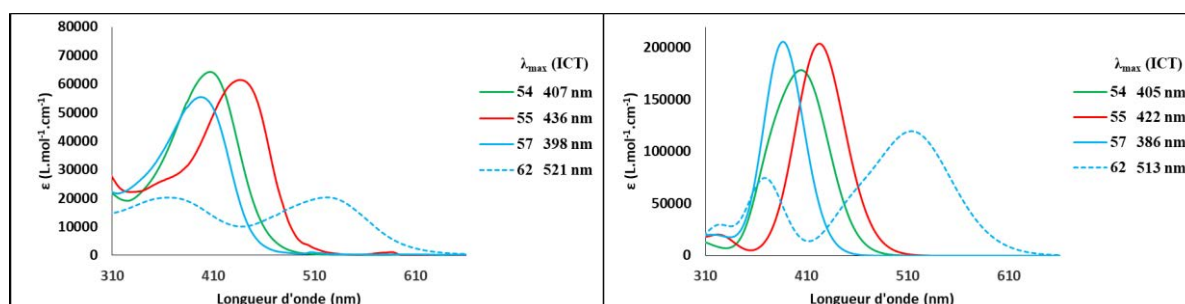 80000
70000
60000
50000
40000
30000
20000
10000
0
ε (L.mol⁻¹.cm⁻¹)
310 410 510 610
Longueur d'onde (nm)
λmax (ICT)
54 407 nm
55 436 nm
57 398 nm
62 521 nm
200000
150000
100000
50000
0
ε (L.mol⁻¹.cm⁻¹)
310 410 510 610
Longueur d'onde (nm)
λmax (ICT)
54 405 nm
55 422 nm
57 386 nm
62 513 nm